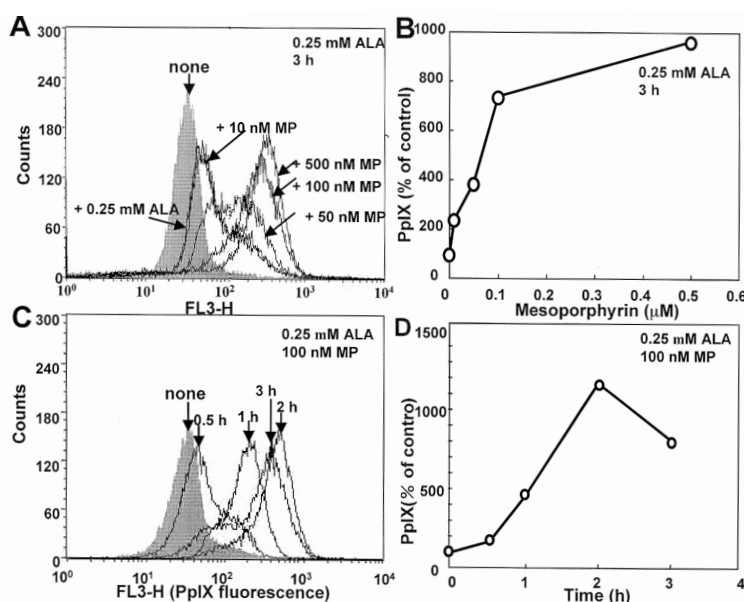 A
0.25 mM ALA
3 h
300
240
180
120
60
0
Counts
none
+ 10 nM MP
+ 500 nM MP
+ 100 nM MP
+ 50 nM MP
+ 0.25 mM ALA
10⁰ 10¹ 10² 10³ 10⁴
FL3-H
B
0.25 mM ALA
3 h
1000
800
600
400
200
0
PpIX (% of control)
0 0.1 0.2 0.3 0.4 0.5 0.6
Mesoporphyrin (μM)
C
0.25 mM ALA
100 nM MP
300
240
180
120
60
0
Counts
none
0.5 h
1 h
3 h
2 h
10⁰ 10¹ 10² 10³ 10⁴
FL3-H (PpIX fluorescence)
D
0.25 mM ALA
100 nM MP
1500
1000
500
0
PpIX(% of control)
0 1 2 3 4
Time (h)